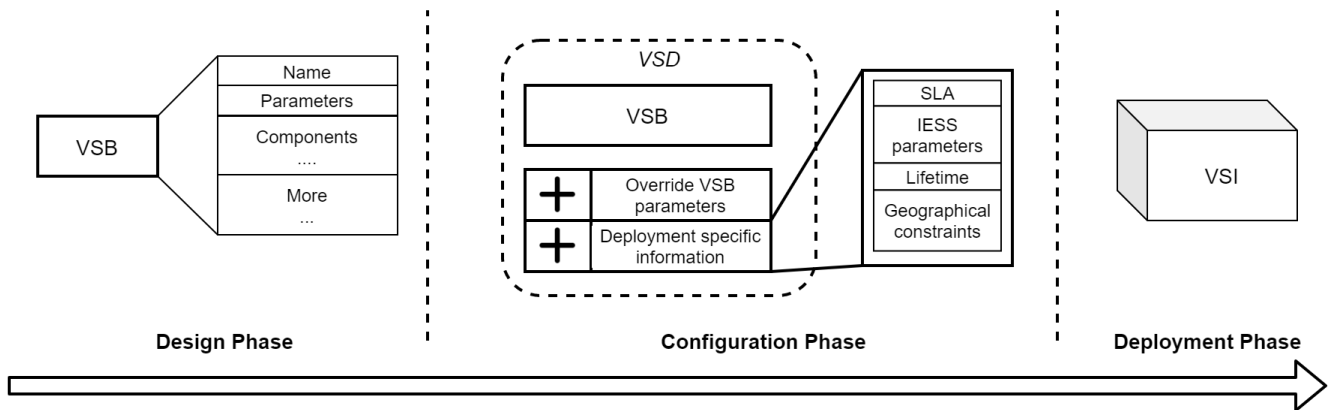 VSB
Name
Parameters
Components
....
More
...
Design Phase
VSD
VSB
Override VSB
parameters
Deployment specific
information
SLA
IESS
parameters
Lifetime
Geographical
constraints
Configuration Phase
VSI
Deployment Phase